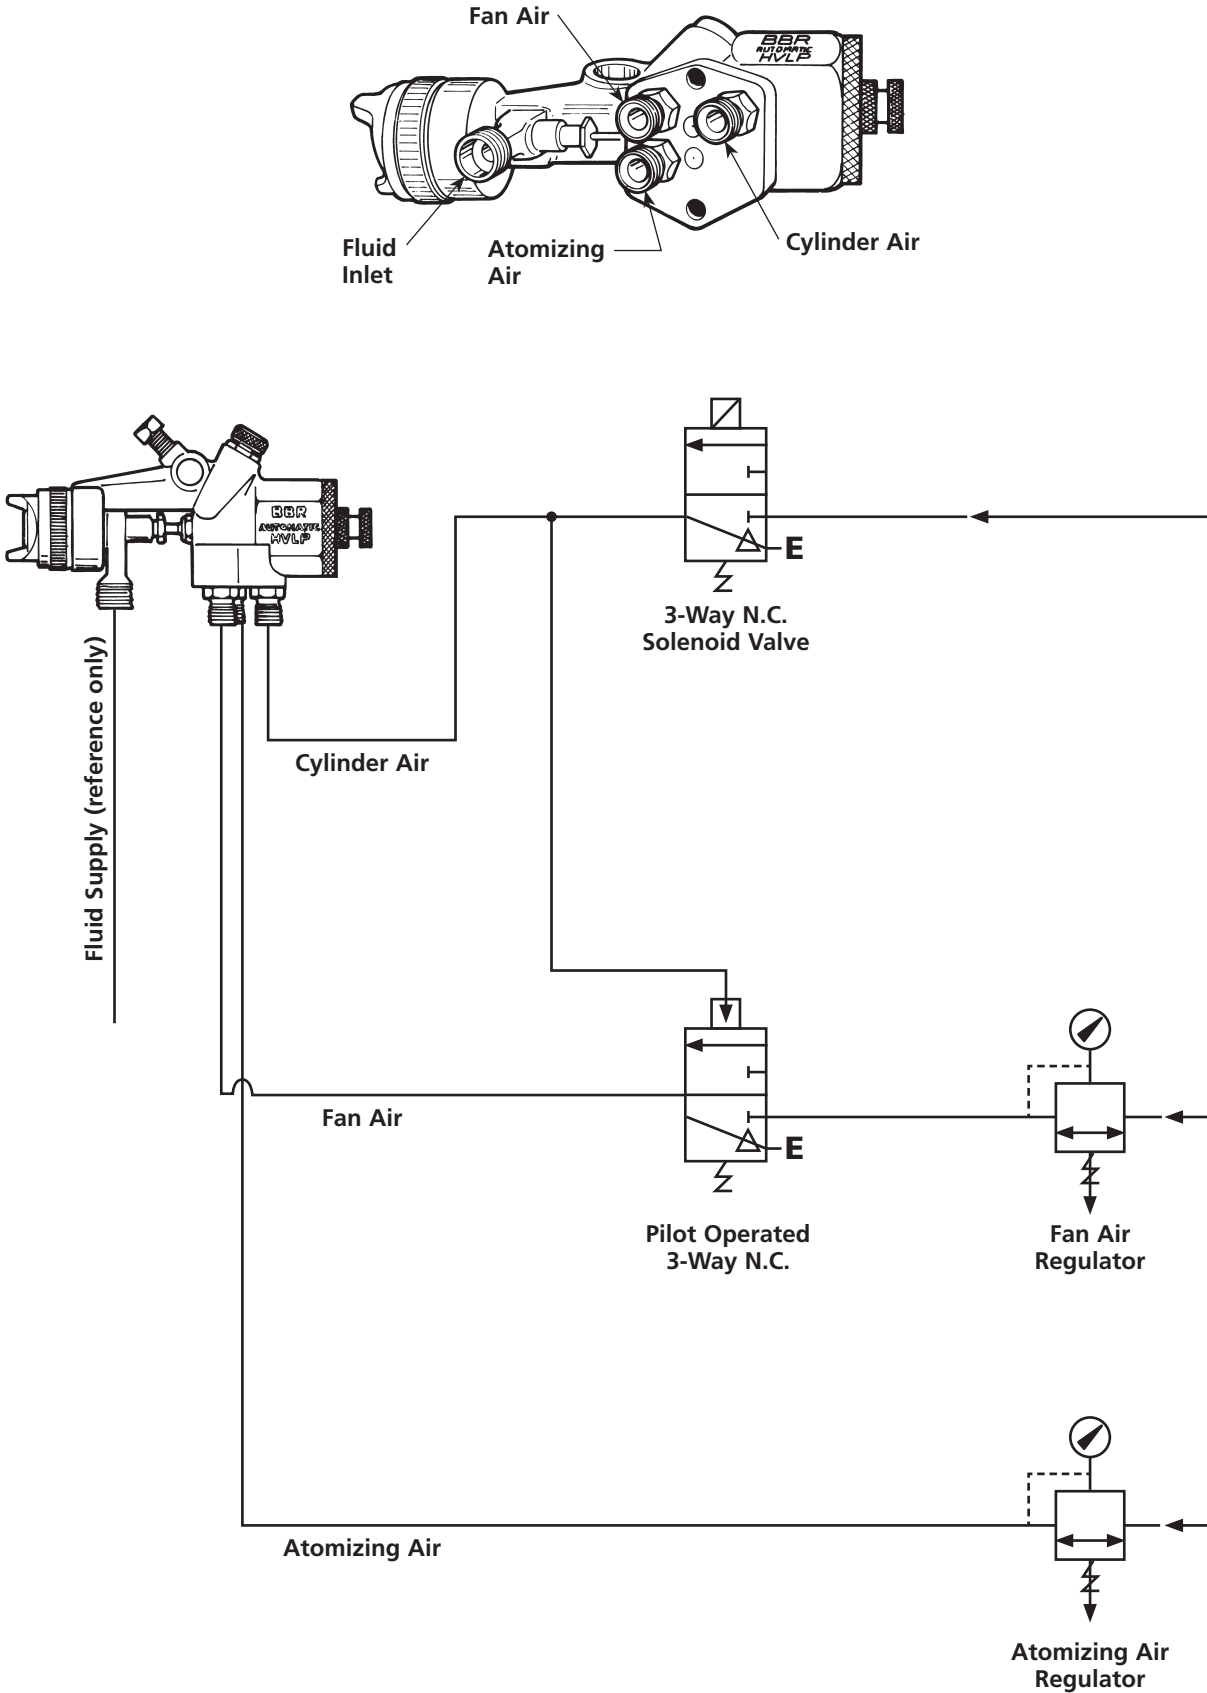 Fan Air
BBR
AUTOMATIC
HVLP
Fluid
Inlet
Atomizing
Air
Cylinder Air
BBR
AUTOMATIC
HVLP
E
3-Way N.C.
Solenoid Valve
Fluid Supply (reference only)
Cylinder Air
Fan Air
E
Pilot Operated
3-Way N.C.
Fan Air
Regulator
Atomizing Air
Atomizing Air
Regulator